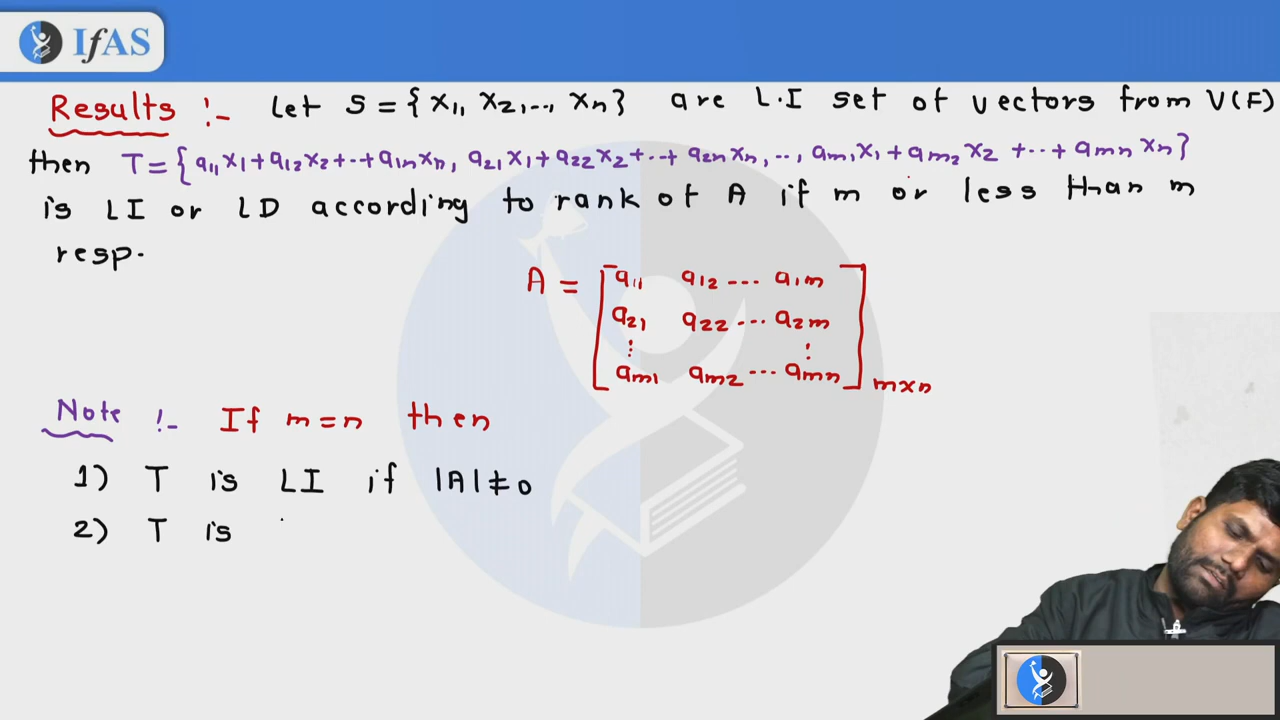 IfAS
Results :- Let S = {x₁, x₂, .., xₙ} are L.I set of vectors from V(F)
then T = {a₁₁x₁+a₁₂x₂+..+a₁ₙxₙ, a₂₁x₁+a₂₂x₂+..+a₂ₙxₙ, .., aₘ₁x₁+aₘ₂x₂+..+aₘₙxₙ}
is LI or LD according to rank of A if m or less than m
resp.
A = [a₁₁ a₁₂ ... a₁ₘ
a₂₁ a₂₂ ... a₂ₘ
⋮ ⋮
aₘ₁ aₘ₂ ... aₘₙ]ₘₓₙ
Note :- If m=n then
1) T is LI if |A|≠0
2) T is